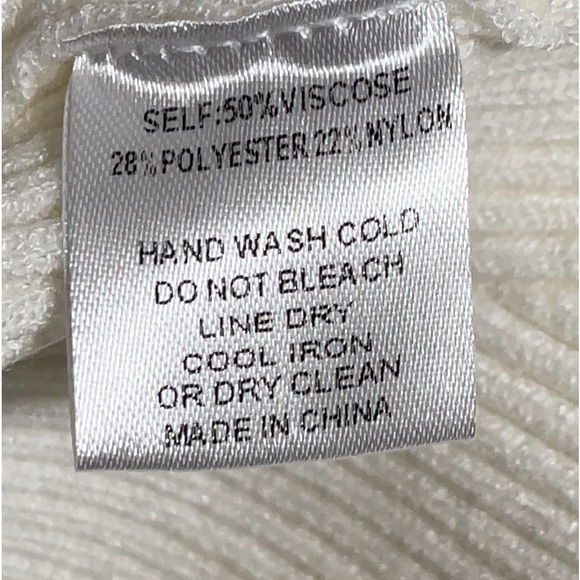 SELF:50%VISCOSE
28%POLYESTER 22%NYLON
HAND WASH COLD
DO NOT BLEACH
LINE DRY
COOL IRON
OR DRY CLEAN
MADE IN CHINA